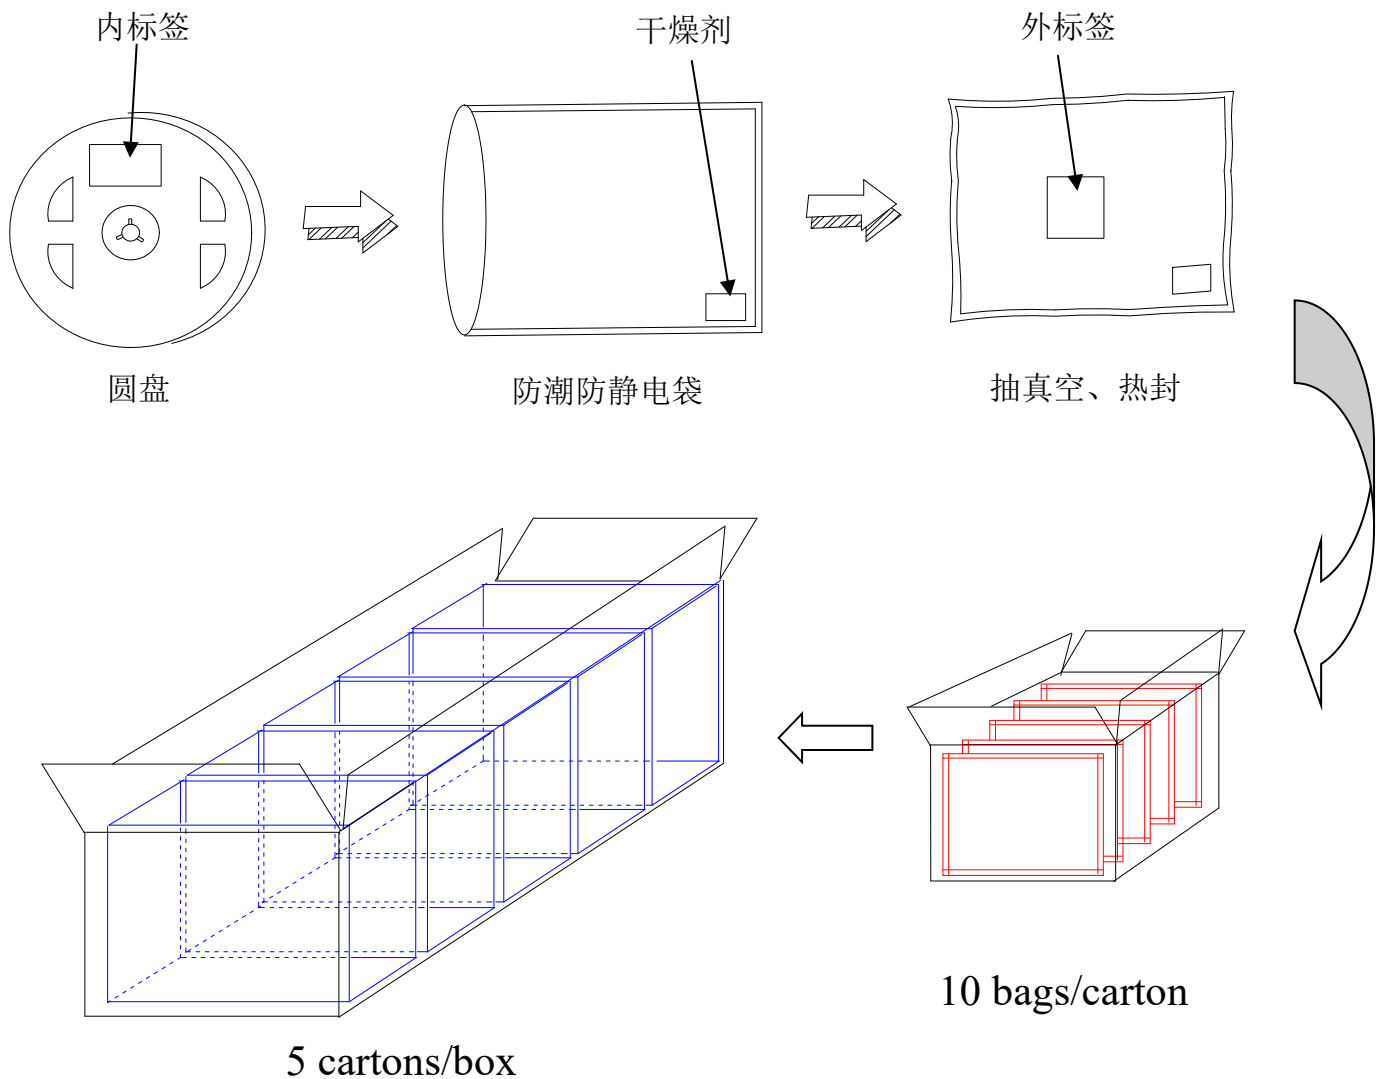 内标签
干燥剂
外标签
圆盘
防潮防静电袋
抽真空、热封
10 bags/carton
5 cartons/box